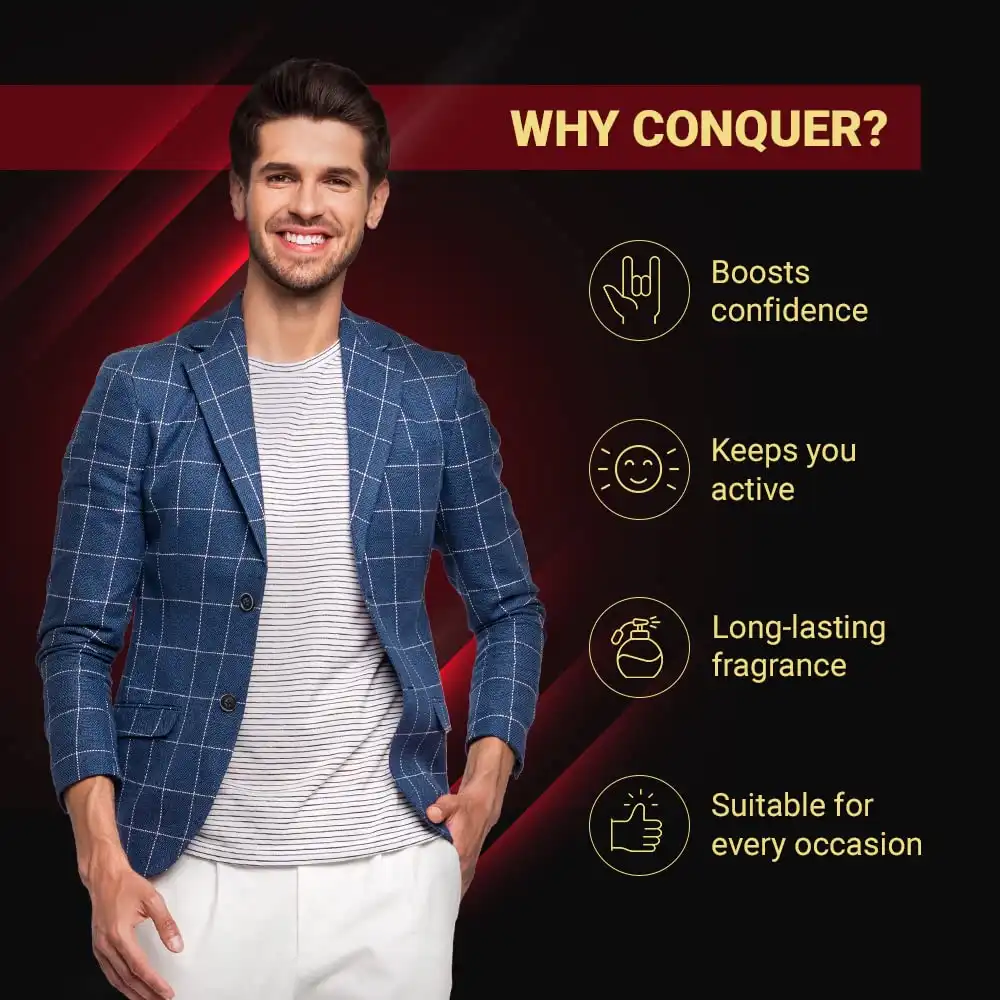 WHY CONQUER?
Boosts
confidence
Keeps you
active
Long-lasting
fragrance
Suitable for
every occasion